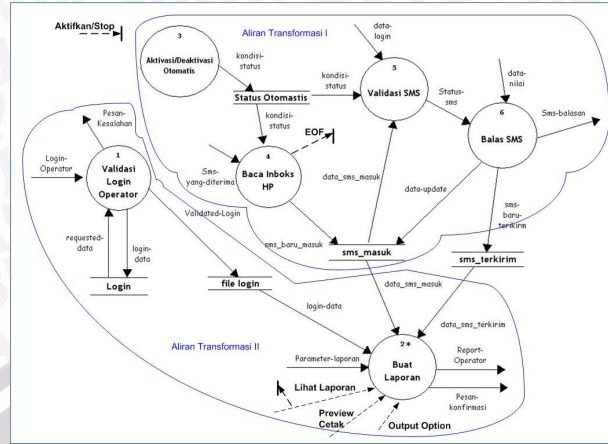 Aktifkan/Stop
Aliran Transformasi I
3
Aktivasi/Deaktivasi
Otomatis
kondisi-
status
Status Otomastis
kondisi-
status
kondisi-
status
data-
login
5
Validasi SMS
Status-
sms
data-
nilai
6
Balas SMS
Sms-balasan
EOF
Sms-
yang-diterima
4
Baca Inboks
HP
data_sms_masuk
data-update
sms-
baru-
terikirm
sms_baru_masuk
sms_masuk
sms_terkirim
Pesan-
Kesalahan
Login-
Operator
1
Validasi
Login
Operator
Validated-Login
requested-
data
login-
data
Login
file login
login-data
data_sms_masuk
data_sms_terkirim
Aliran Transformasi II
Parameter-laporan
2*
Buat
Laporan
Report-
Operator
Pesan-
konfirmasi
Lihat Laporan
Preview
Cetak
Output Option